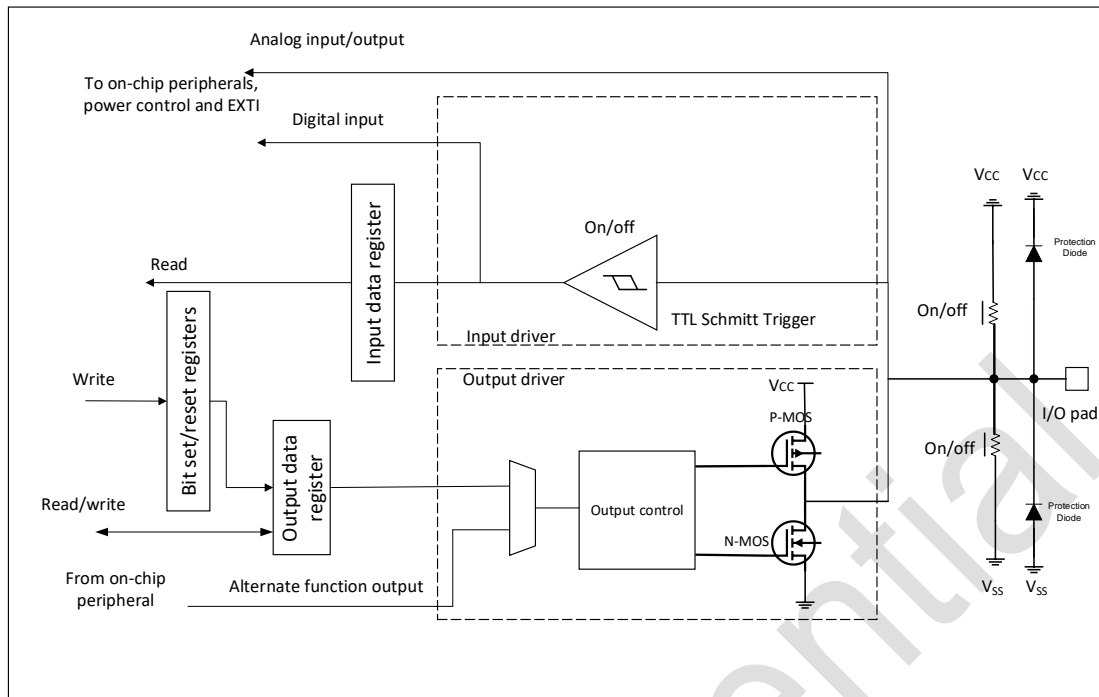 Analog input/output
To on-chip peripherals,
power control and EXTI
Digital input
On/off
Input data register
Read
TTL Schmitt Trigger
Input driver
Vcc
Vcc
Protection
Diode
On/off
Bit set/reset registers
Write
Output driver
Vcc
P-MOS
I/O pad
On/off
Output data
register
Read/write
Output control
N-MOS
Protection
Diode
From on-chip
peripheral
Alternate function output
VSS
VSS
ential